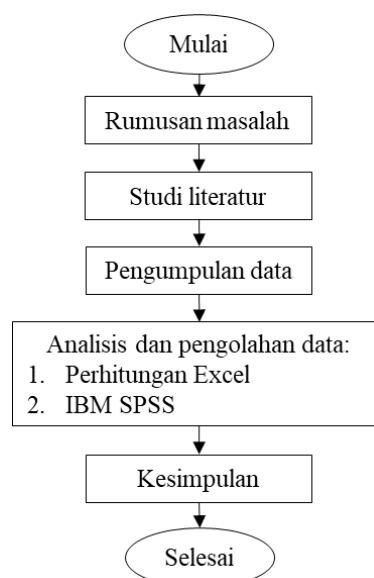 Mulai
Rumusan masalah
Studi literatur
Pengumpulan data
Analisis dan pengolahan data:
1. Perhitungan Excel
2. IBM SPSS
Kesimpulan
Selesai